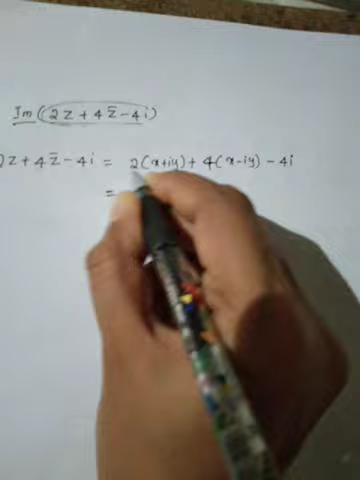 Im(2z + 4z̄ - 4i)
2z + 4z̄ - 4i = 2(x+iy) + 4(x-iy) - 4i
=